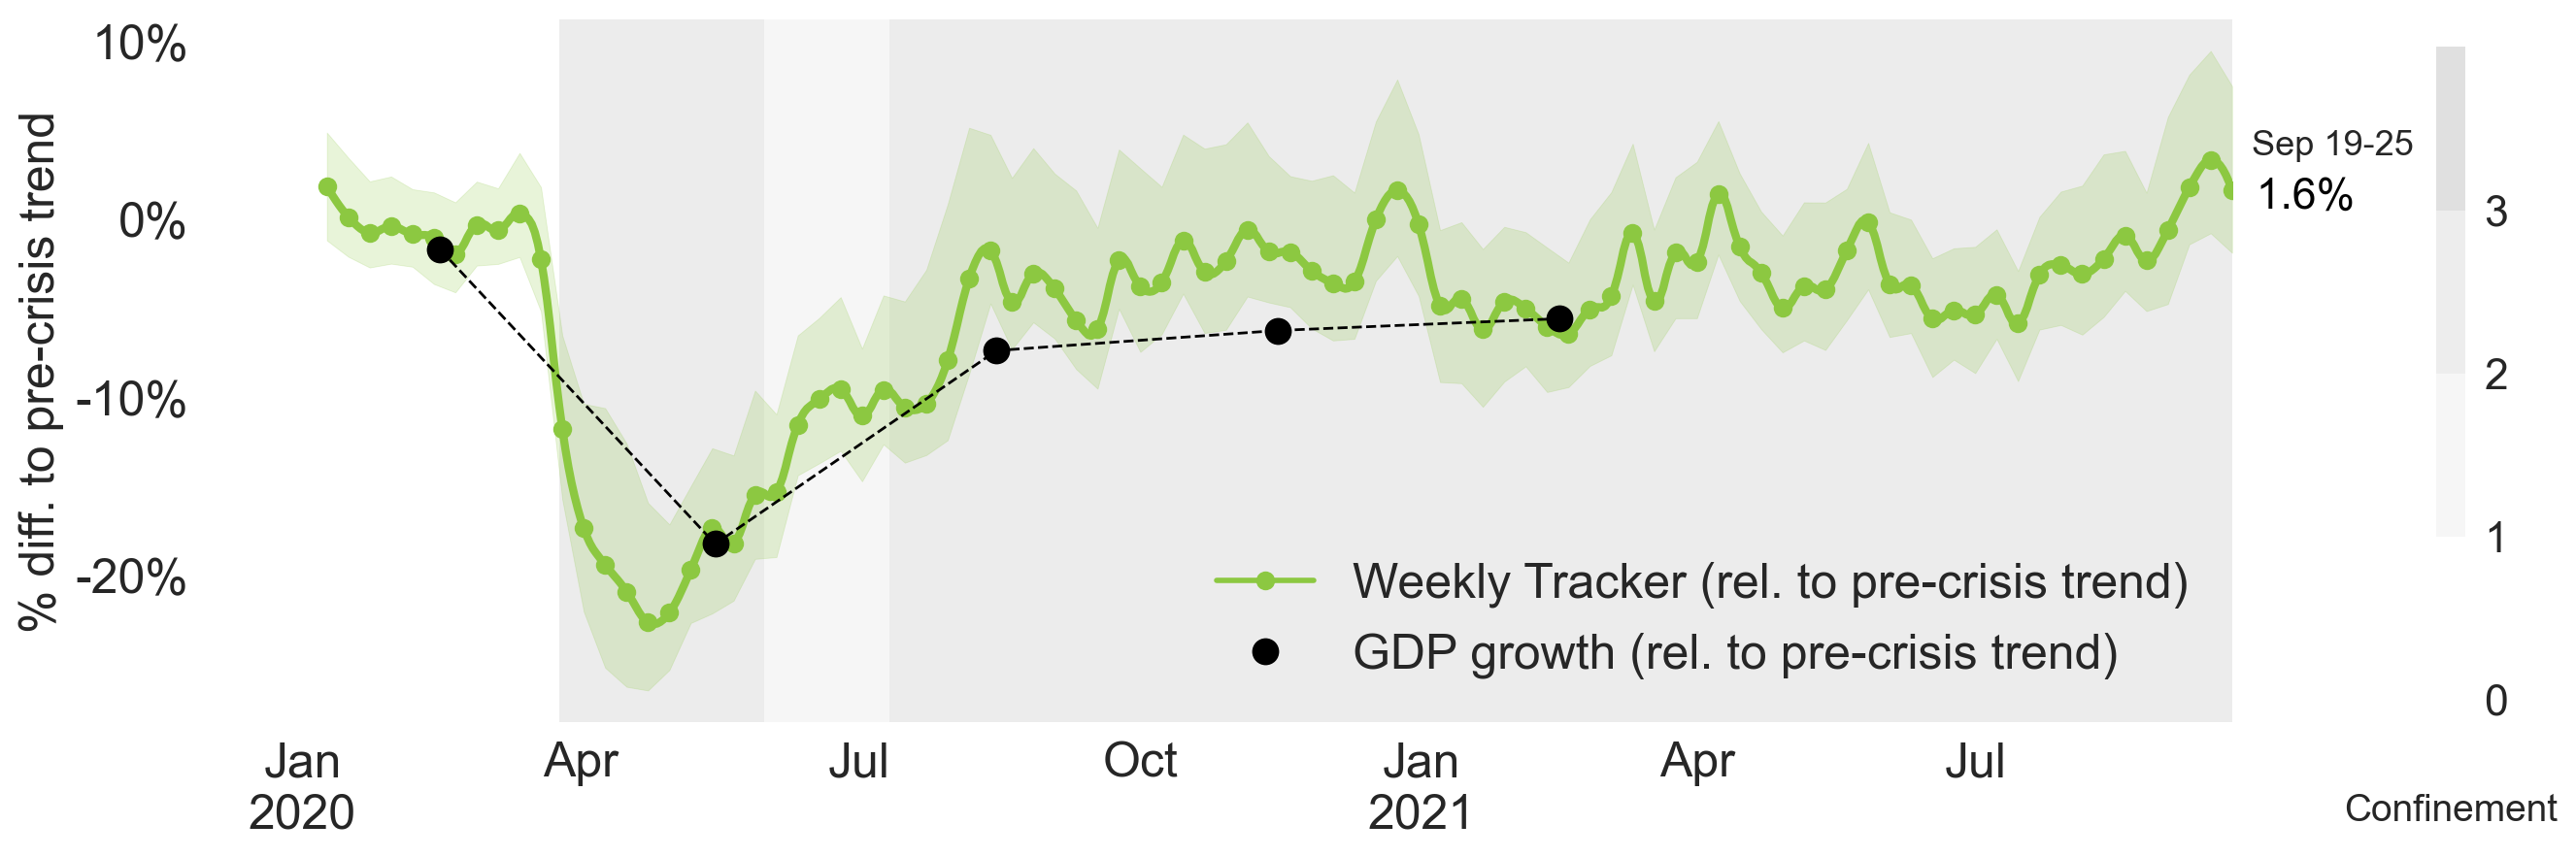 % diff. to pre-crisis trend
10%
0%
-10%
-20%
Jan
2020
Apr
Jul
Oct
Jan
2021
Apr
Jul
Weekly Tracker (rel. to pre-crisis trend)
GDP growth (rel. to pre-crisis trend)
Sep 19-25
1.6%
3
2
1
0
Confinement